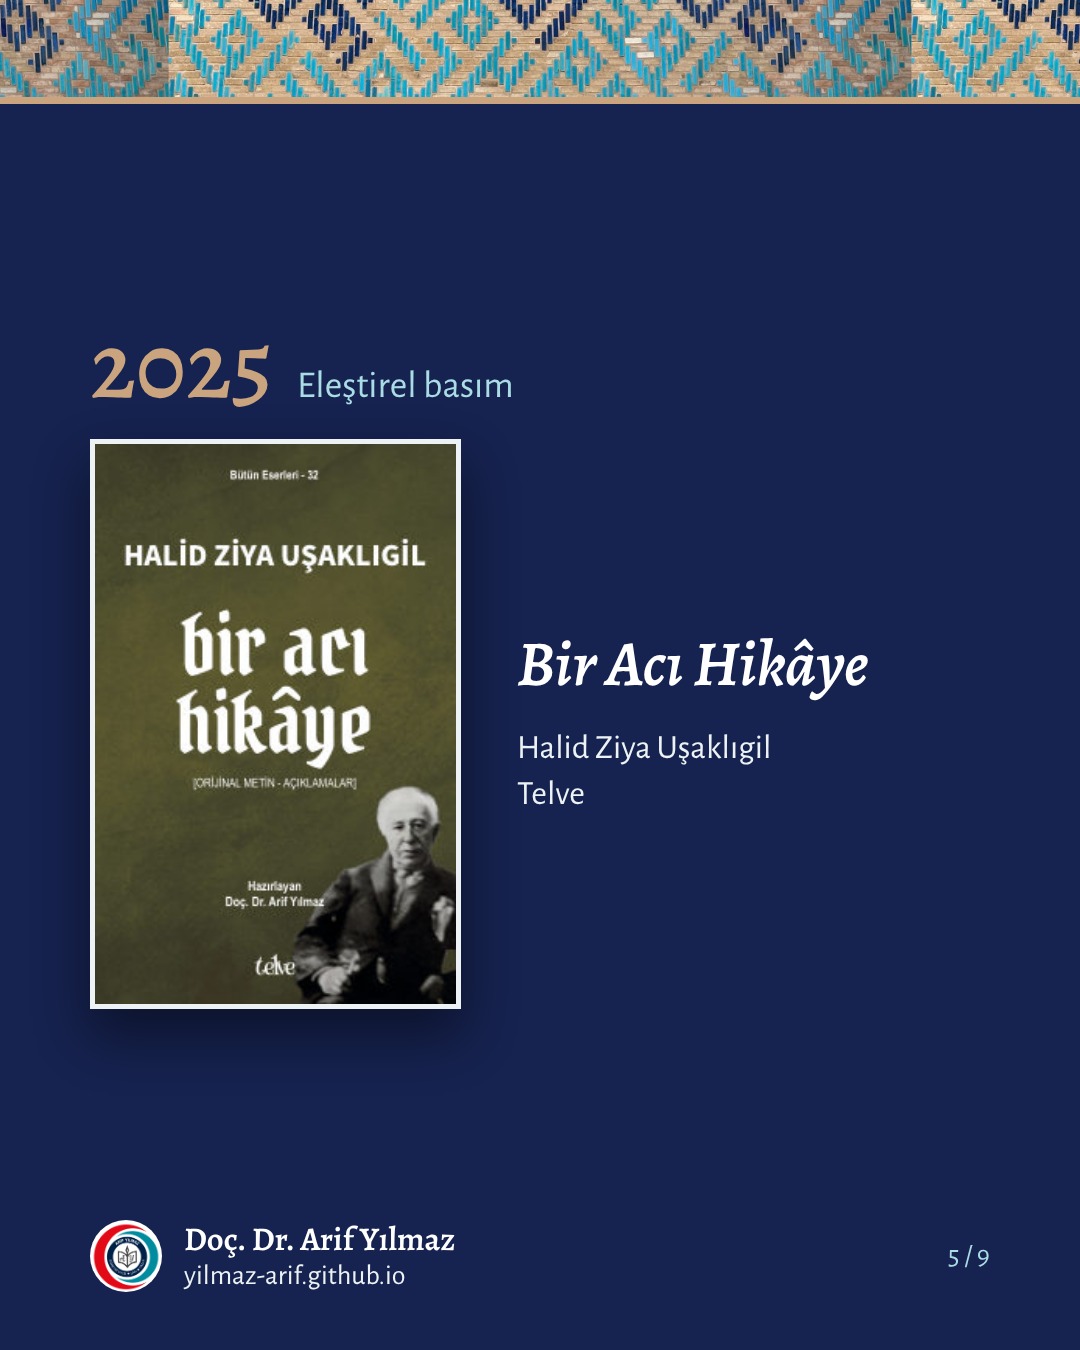 2025 Eleştirel basım
Bütün Eserleri - 32
HALİD ZİYA UŞAKLIGİL
bir acı
hikâye
[ORİJİNAL METİN - AÇIKLAMALAR]
Hazırlayan
Doç. Dr. Arif Yılmaz
telve
Bir Acı Hikâye
Halid Ziya Uşaklıgil
Telve
Doç. Dr. Arif Yılmaz
yilmaz-arif.github.io
5 / 9